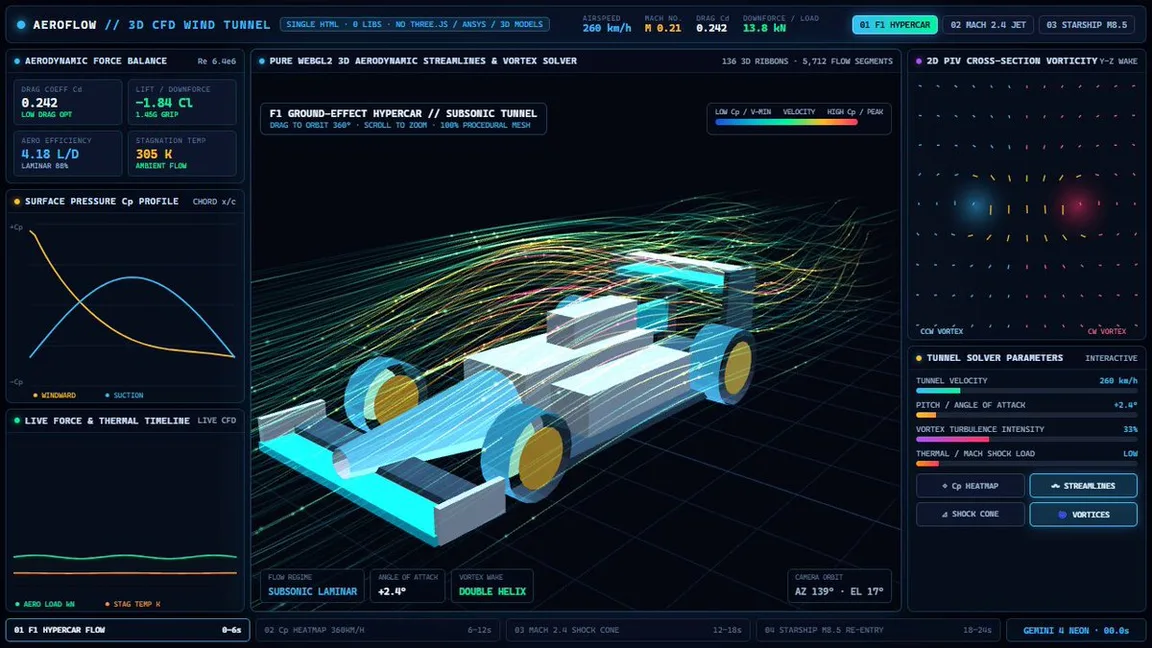 AEROFLOW // 3D CFD WIND TUNNEL
SINGLE HTML · 0 LIBS · NO THREE.JS / ANSYS / 3D MODELS
AIRSPEED
260 km/h
MACH NO.
M 0.21
DRAG Cd
0.242
DOWNFORCE / LOAD
13.8 kN
01 F1 HYPERCAR
02 MACH 2.4 JET
03 STARSHIP M8.5
AERODYNAMIC FORCE BALANCE
Re 6.4e6
DRAG COEFF Cd
0.242
LOW DRAG OPT
LIFT / DOWNFORCE
-1.84 Cl
1.45G GRIP
AERO EFFICIENCY
4.18 L/D
LAMINAR 88%
STAGNATION TEMP
305 K
AMBIENT FLOW
SURFACE PRESSURE Cp PROFILE
CHORD x/c
+Cp
-Cp
WINDWARD
SUCTION
LIVE FORCE & THERMAL TIMELINE
LIVE CFD
AERO LOAD kN
STAG TEMP K
PURE WEBGL2 3D AERODYNAMIC STREAMLINES & VORTEX SOLVER
136 3D RIBBONS · 5,712 FLOW SEGMENTS
F1 GROUND-EFFECT HYPERCAR // SUBSONIC TUNNEL
DRAG TO ORBIT 360° · SCROLL TO ZOOM · 100% PROCEDURAL MESH
LOW Cp / V-MIN
VELOCITY
HIGH Cp / PEAK
FLOW REGIME
SUBSONIC LAMINAR
ANGLE OF ATTACK
+2.4°
VORTEX WAKE
DOUBLE HELIX
CAMERA ORBIT
AZ 139° · EL 17°
2D PIV CROSS-SECTION VORTICITY
Y-Z WAKE
CCW VORTEX
CW VORTEX
TUNNEL SOLVER PARAMETERS
INTERACTIVE
TUNNEL VELOCITY
260 km/h
PITCH / ANGLE OF ATTACK
+2.4°
VORTEX TURBULENCE INTENSITY
33%
THERMAL / MACH SHOCK LOAD
LOW
Cp HEATMAP
STREAMLINES
SHOCK CONE
VORTICES
01 F1 HYPERCAR FLOW
0-6s
02 Cp HEATMAP 360KM/H
6-12s
03 MACH 2.4 SHOCK CONE
12-18s
04 STARSHIP M8.5 RE-ENTRY
18-24s
GEMINI 4 NEON · 00.0s